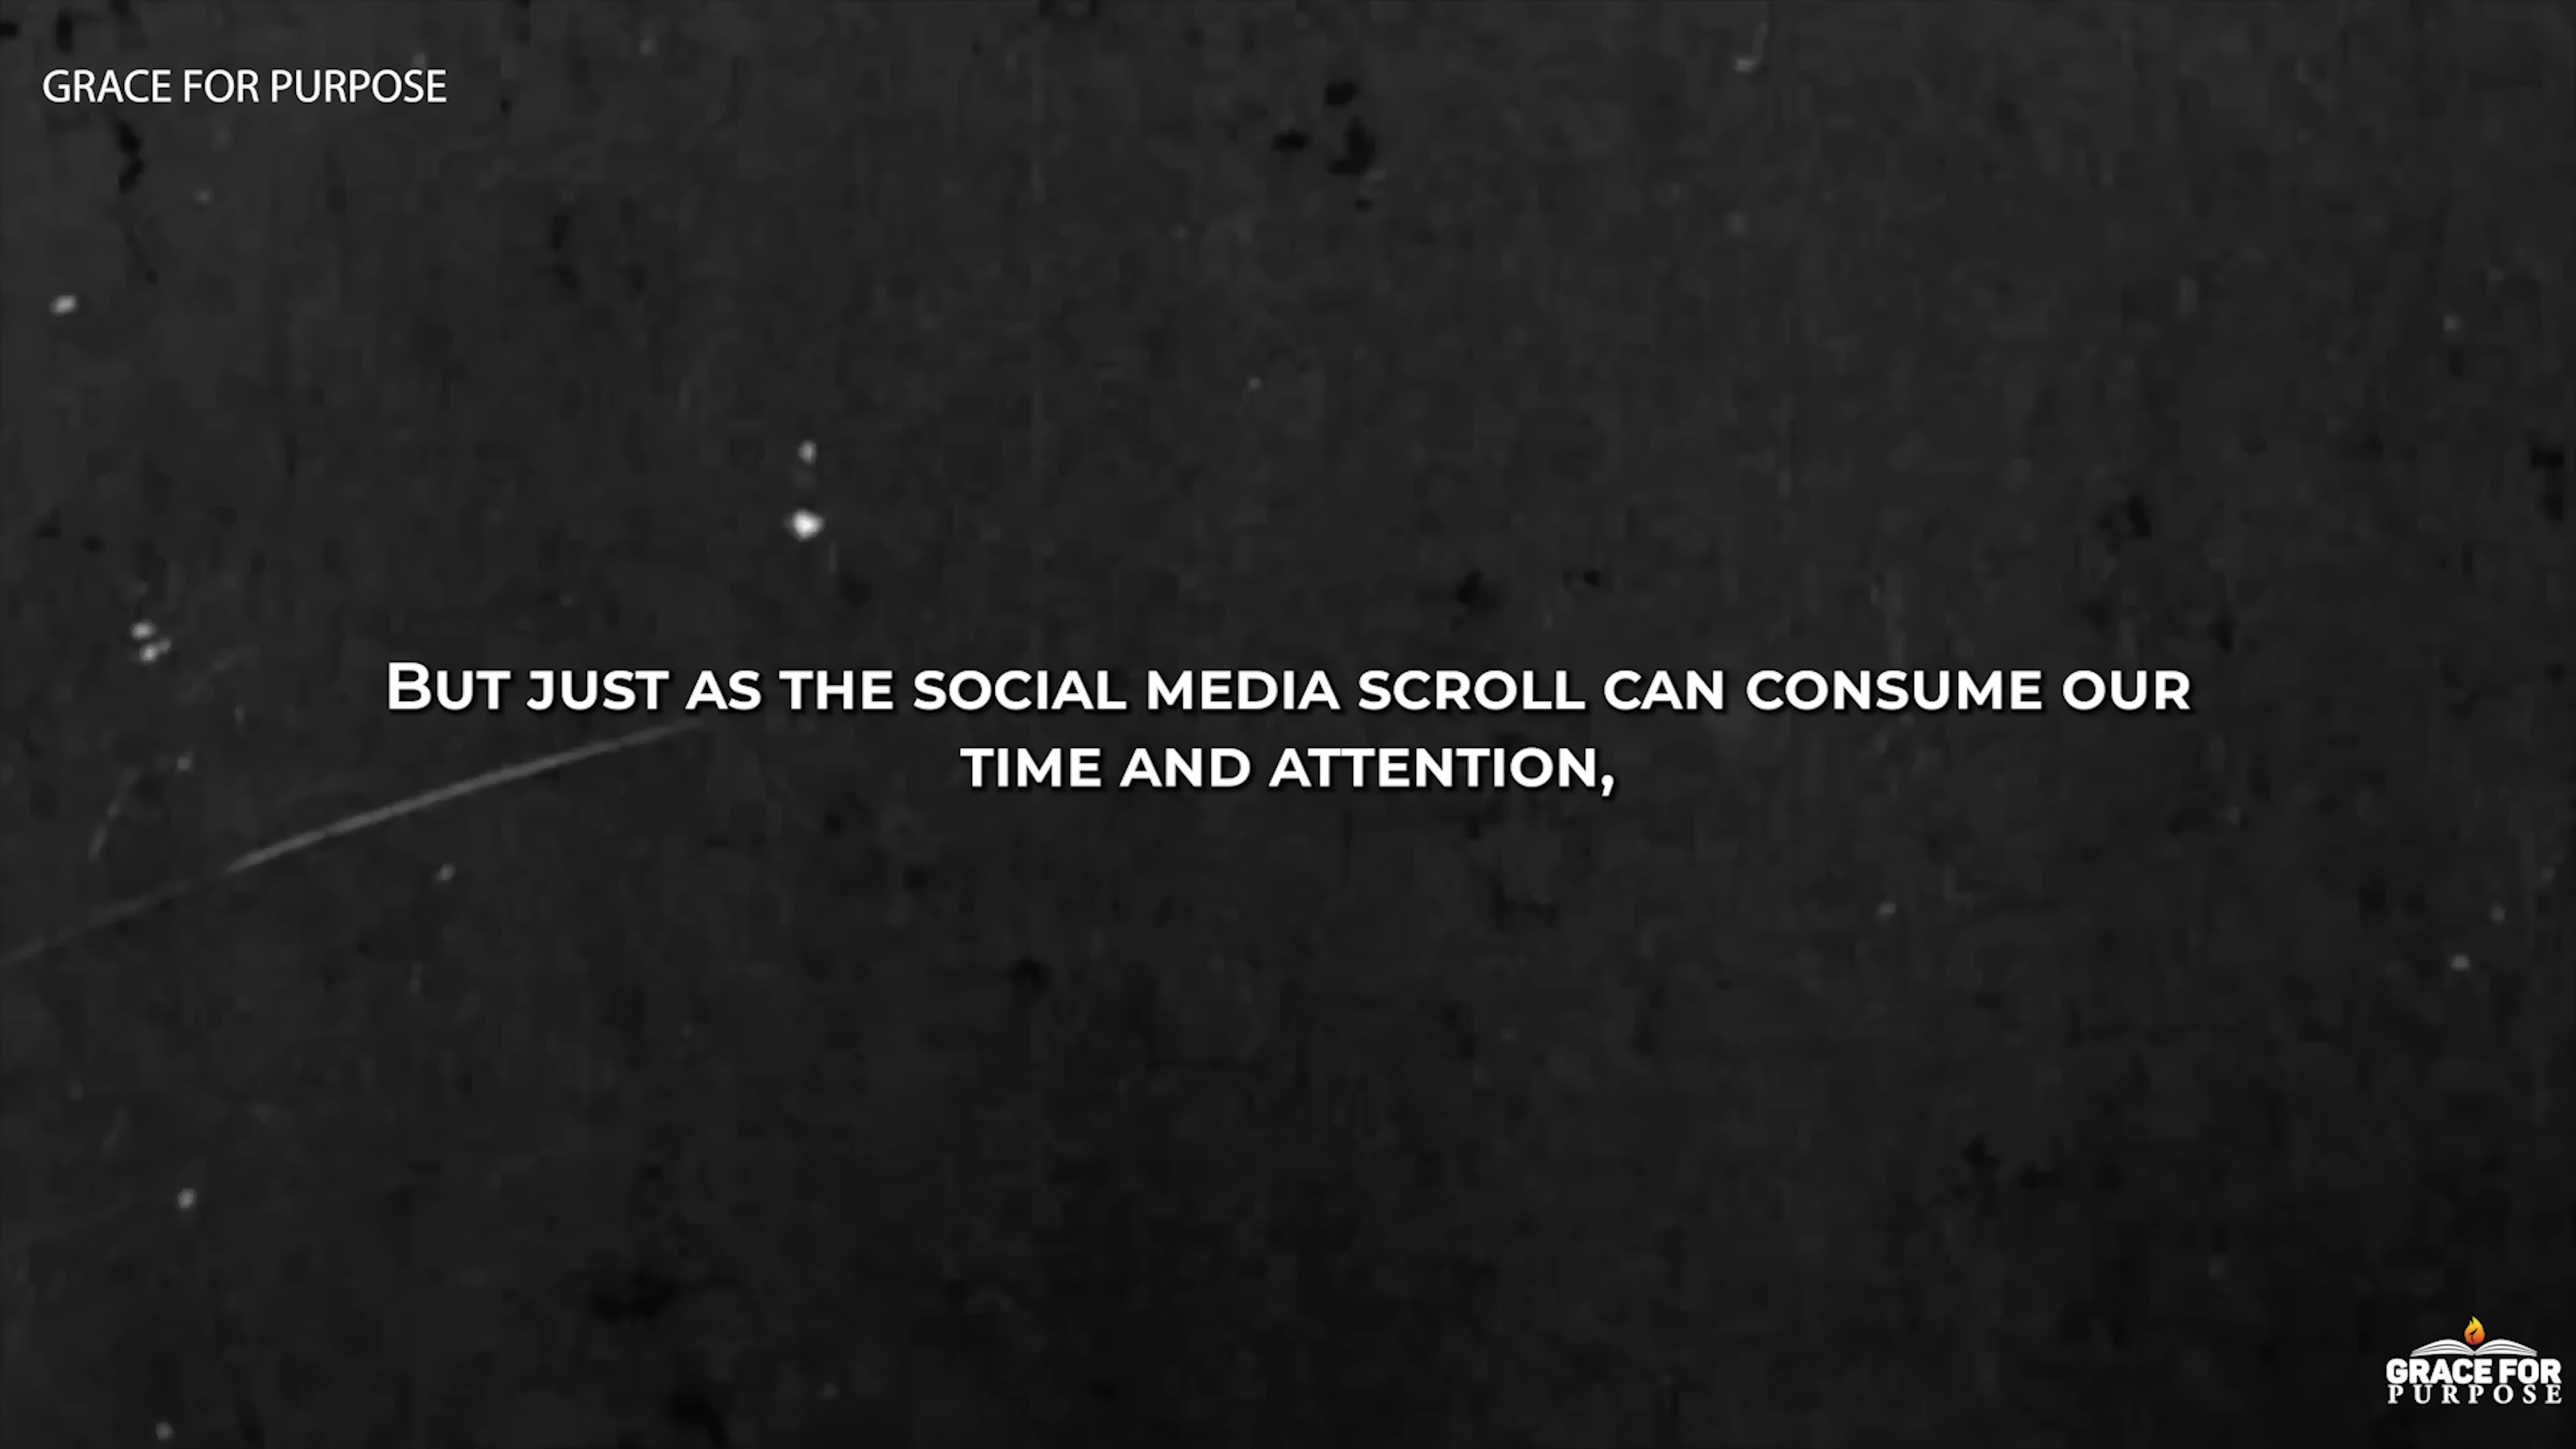 GRACE FOR PURPOSE
BUT JUST AS THE SOCIAL MEDIA SCROLL CAN CONSUME OUR
TIME AND ATTENTION,
GRACE FOR
PURPOSE